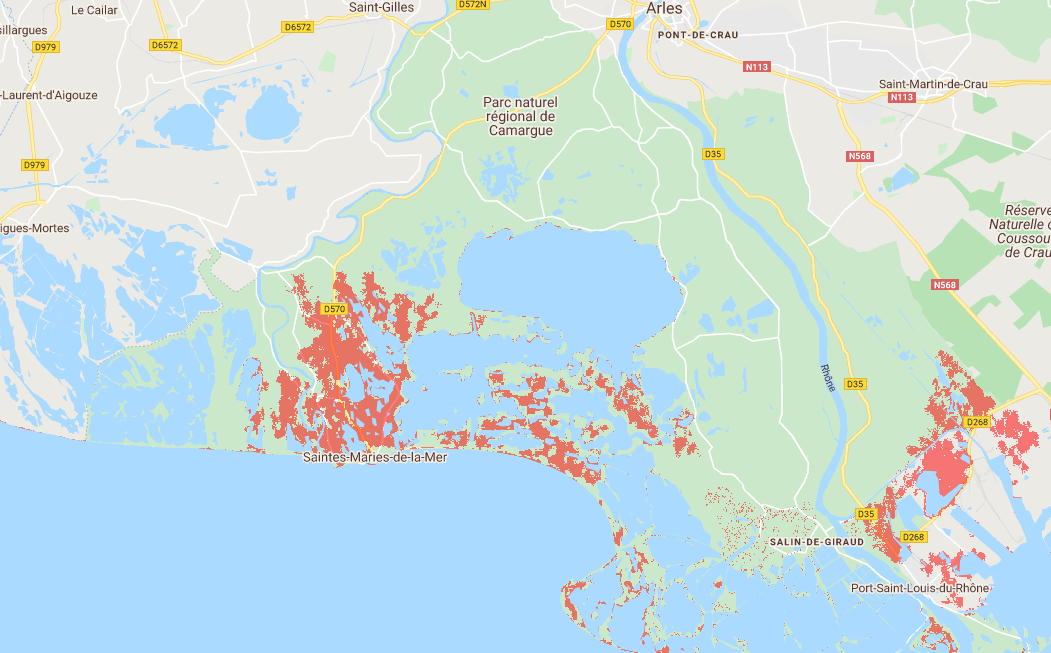 Le Cailar
Saint-Gilles
D572N
Arles
D570
PONT-DE-CRAU
sillargues
D979
D6572
D6572
N113
Saint-Martin-de-Crau
N113
-Laurent-d'Aigouze
Parc naturel
régional de
Camargue
D979
D35
N568
igues-Mortes
Réserve
Naturelle d
Coussou
de Crau
N568
D570
Rhône
D35
D268
Saintes-Maries-de-la-Mer
D35
D268
SALIN-DE-GIRAUD
Port-Saint-Louis-du-Rhône